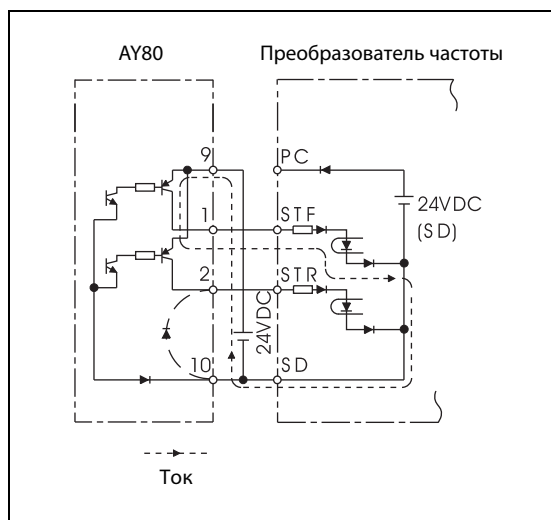 AY80
Преобразователь частоты
9
PC
24VDC
(SD)
1
STF
2
STR
24VDC
10
SD
Ток